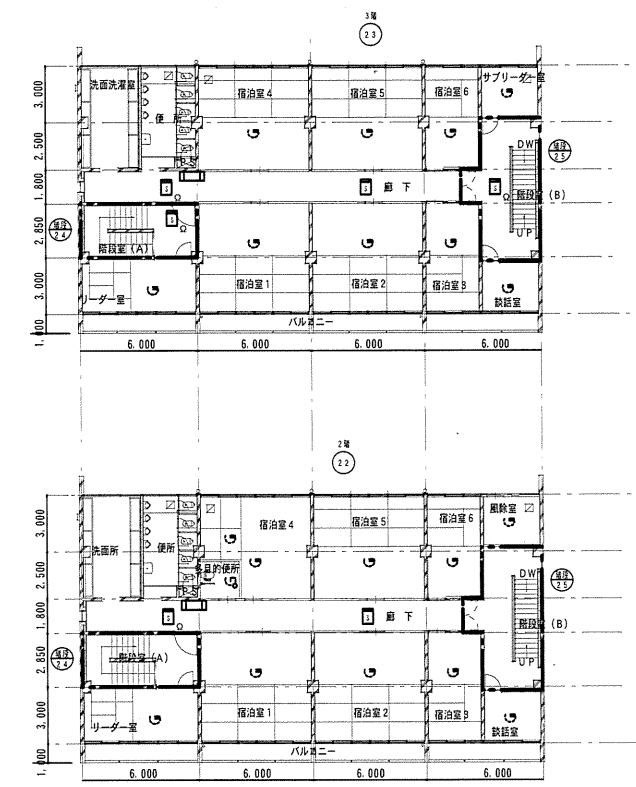 3階
23
3,000
洗面洗濯室
便
宿泊室4
宿泊室5
宿泊室6
サブリーダー室
2,500
P.S
DW
階段
25
1,800
S
S
廊 下
S
階段室(B)
2,850
階段
24
S
階段室(A)
UP
3,000
リーダー室
宿泊室1
宿泊室2
宿泊室3
談話室
1,000
バルコニー
6,000
6,000
6,000
6,000
2階
22
3,000
洗面所
便所
宿泊室4
宿泊室5
宿泊室6
風除室
2,500
多目的便所
P.S
DW
階段
25
1,800
S
S
廊 下
階段室(B)
2,850
階段
24
階段室(A)
UP
3,000
リーダー室
宿泊室1
宿泊室2
宿泊室3
談話室
1,000
バルコニー
6,000
6,000
6,000
6,000